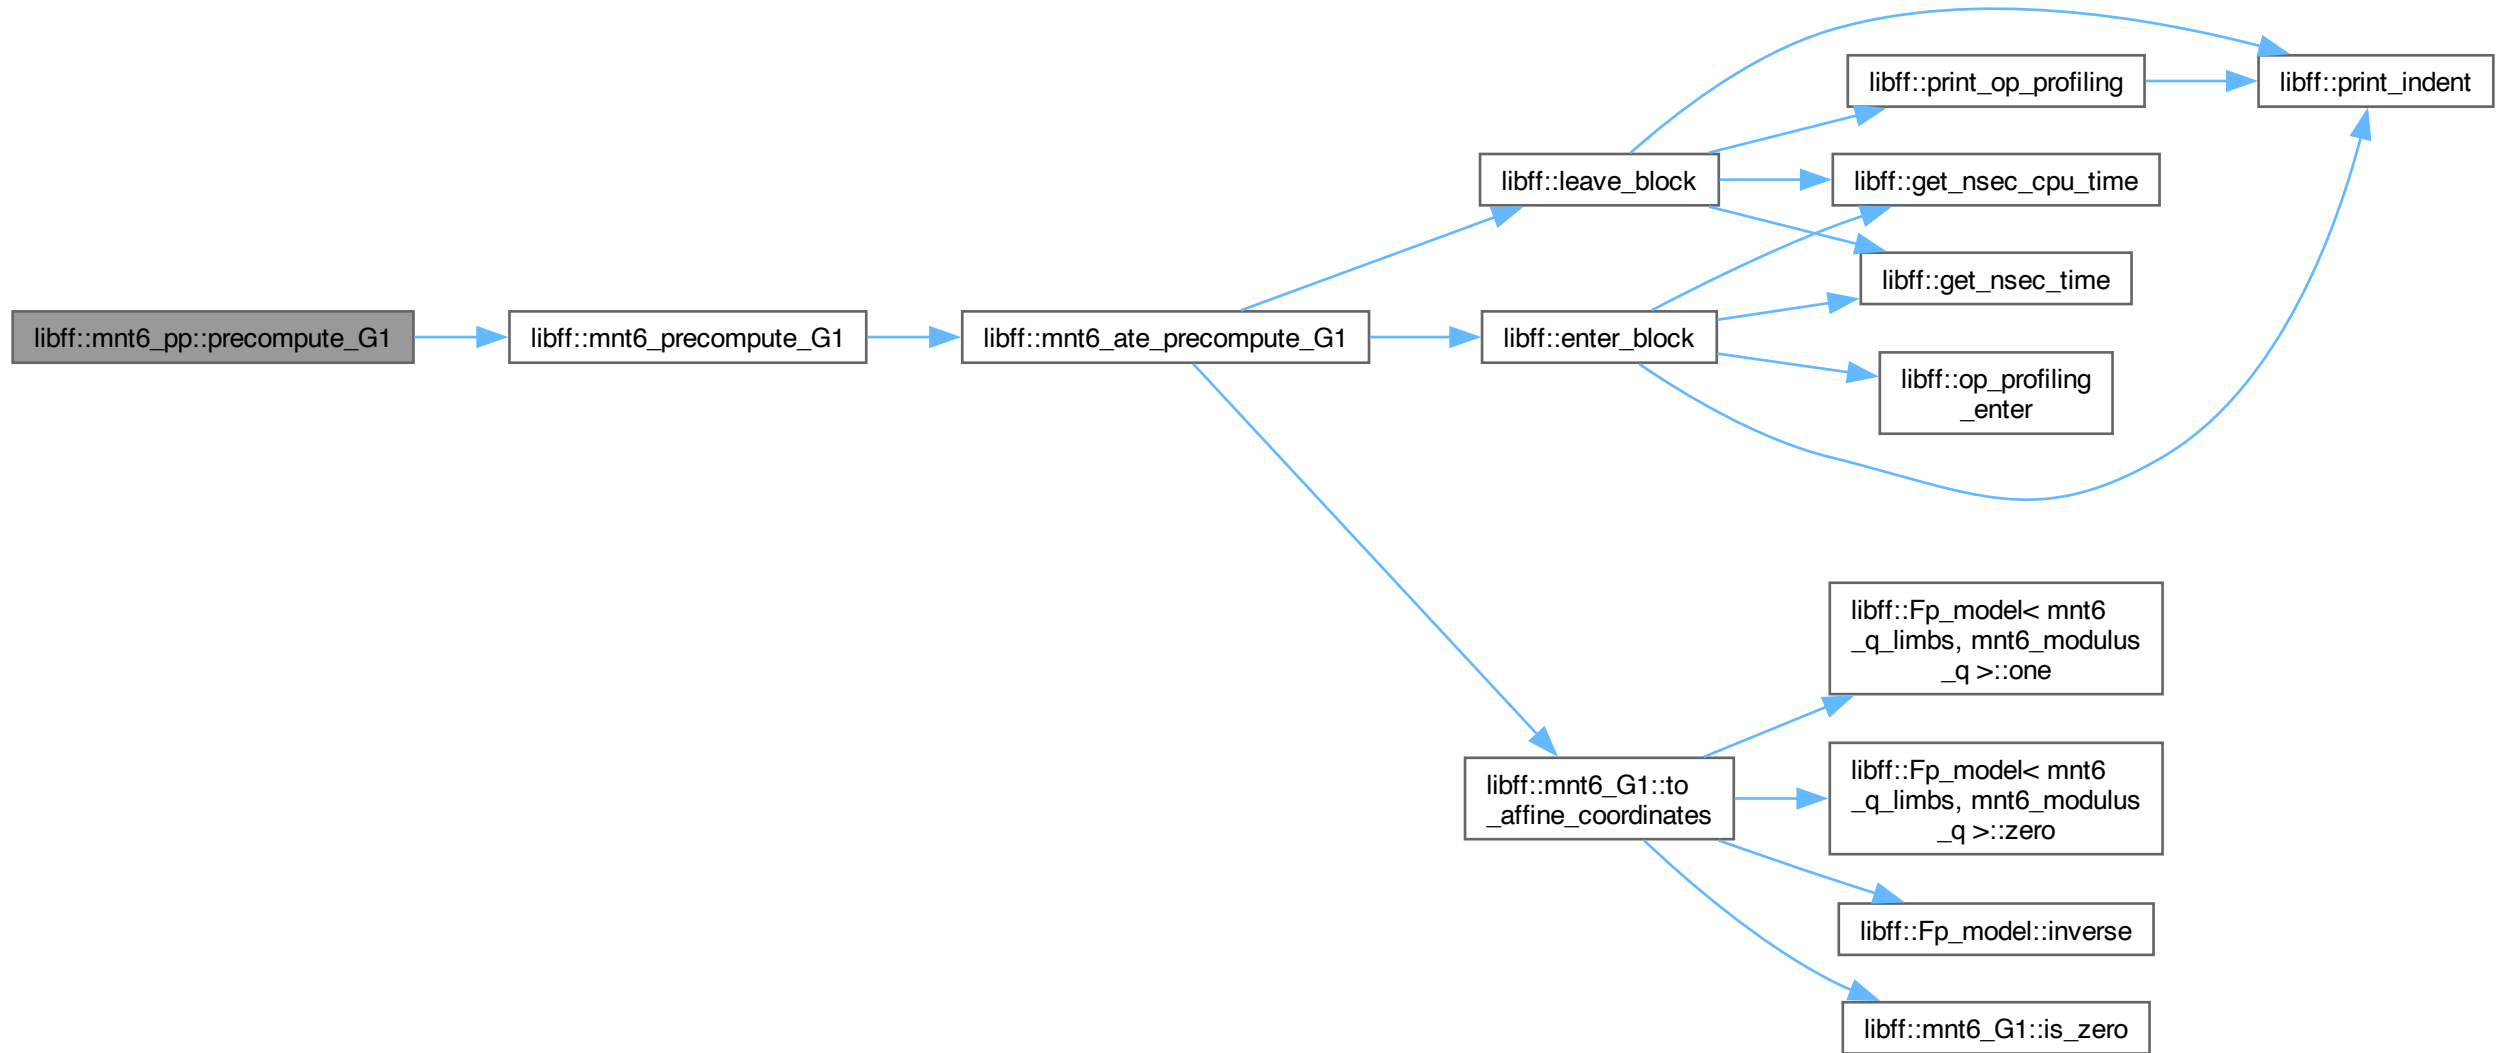 libff::mnt6_pp::precompute_G1
libff::mnt6_precompute_G1
libff::mnt6_ate_precompute_G1
libff::leave_block
libff::print_op_profiling
libff::print_indent
libff::get_nsec_cpu_time
libff::get_nsec_time
libff::enter_block
libff::op_profiling
_enter
libff::mnt6_G1::to
_affine_coordinates
libff::Fp_model< mnt6
_q_limbs, mnt6_modulus
_q >::one
libff::Fp_model< mnt6
_q_limbs, mnt6_modulus
_q >::zero
libff::Fp_model::inverse
libff::mnt6_G1::is_zero